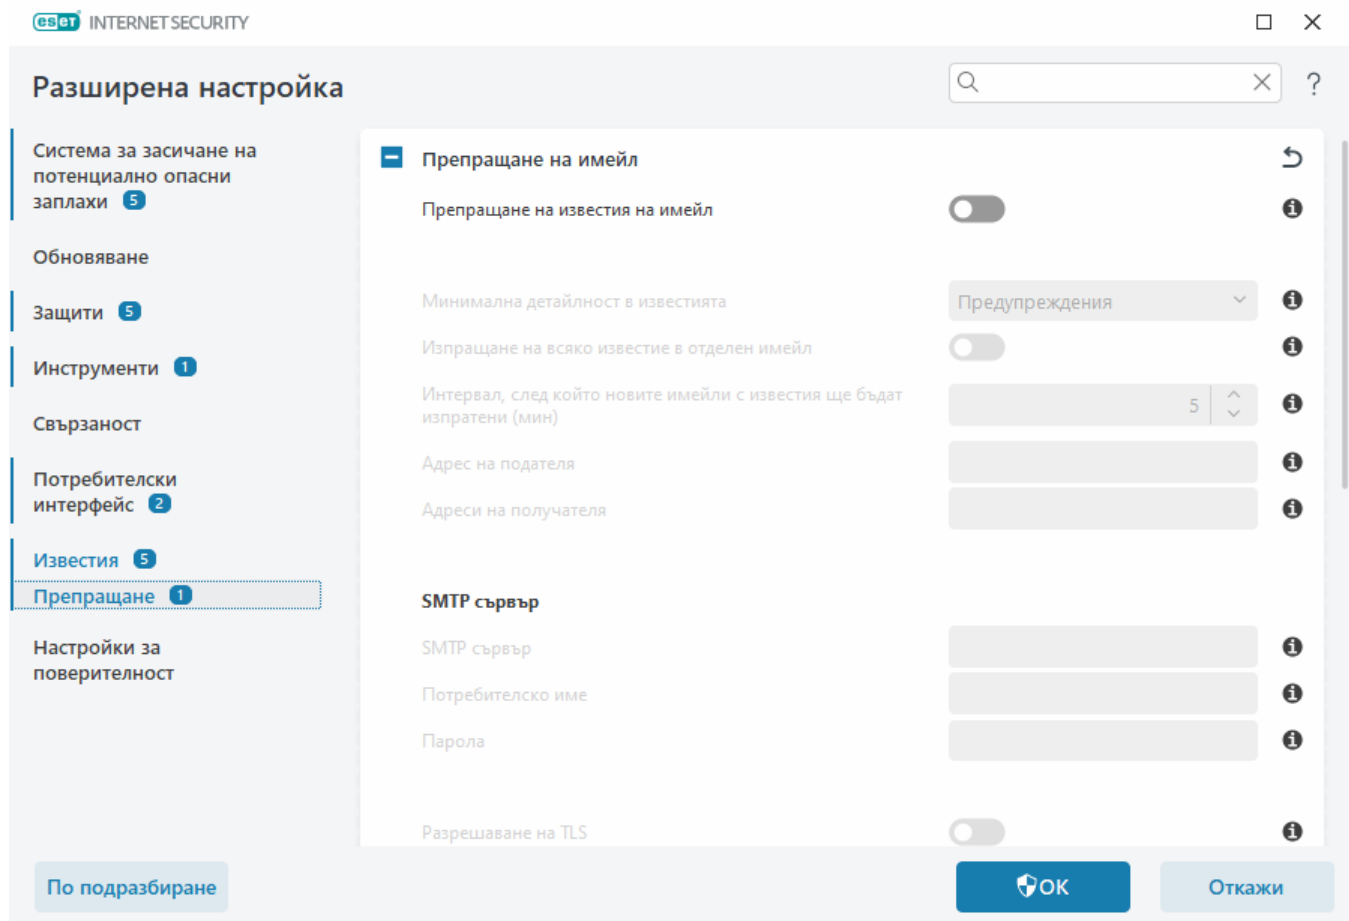 eset INTERNET SECURITY
Разширена настройка
?
Система за засичане на
потенциално опасни
заплахи 5
Обновяване
Защити 5
Инструменти 1
Свързаност
Потребителски
интерфейс 2
Известия 5
Препращане 1
Настройки за
поверителност
Препращане на имейл
Препращане на известия на имейл
Минимална детайлност в известията
Предупреждения
Изпращане на всяко известие в отделен имейл
Интервал, след който новите имейли с известия ще бъдат
изпратени (мин)
5
Адрес на подателя
Адреси на получателя
SMTP сървър
SMTP сървър
Потребителско име
Парола
Разрешаване на TLS
По подразбиране
ОК
Откажи